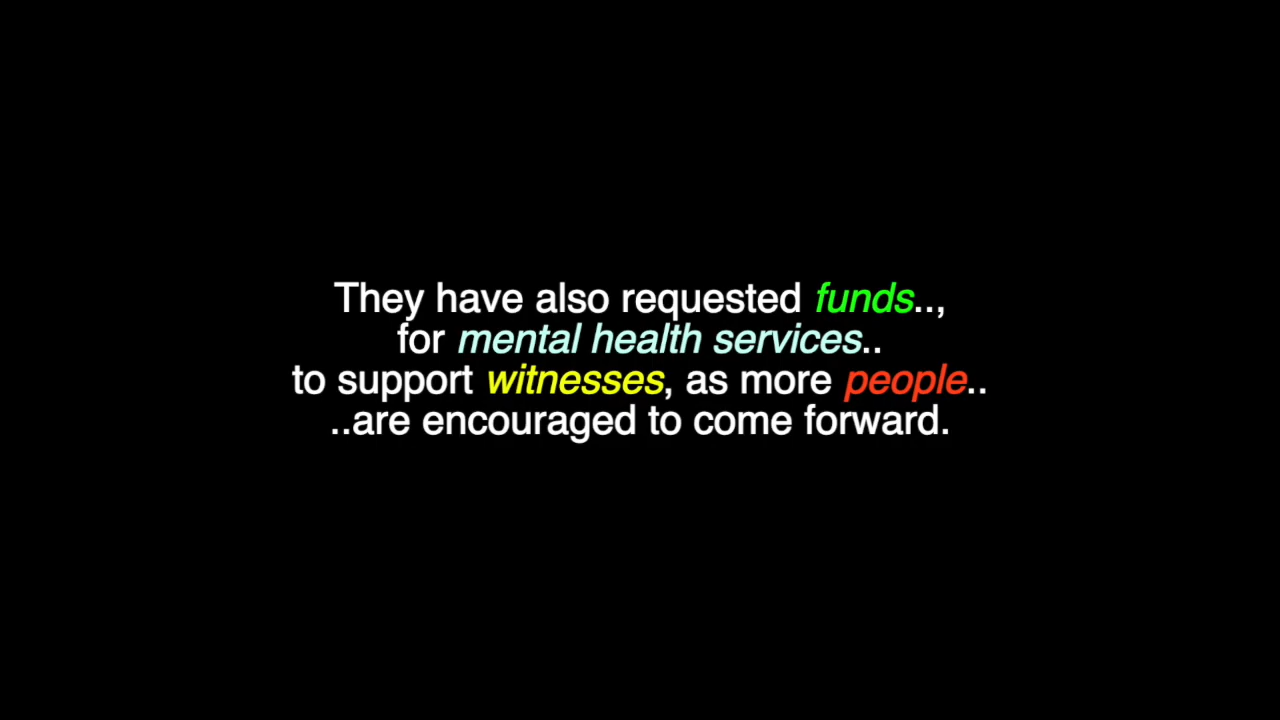 They have also requested funds..,
for mental health services..
to support witnesses, as more people..
..are encouraged to come forward.